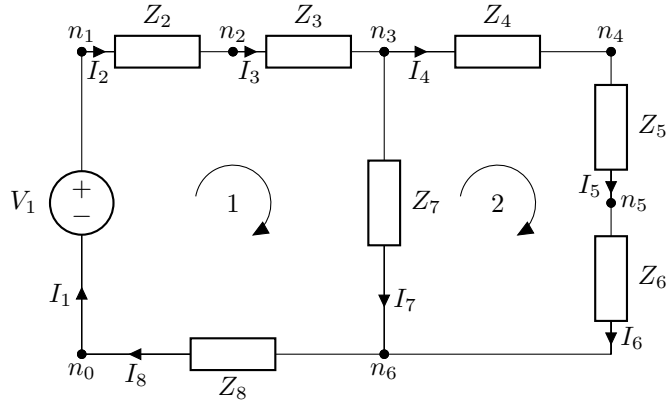 Z₂ Z₃ Z₄
n₁ n₂ n₃ n₄
I₂ I₃ I₄
Z₅
V₁ + − 1 Z₇ 2 I₅ n₅
Z₆
I₁ I₇ I₆
n₀ I₈ n₆
Z₈